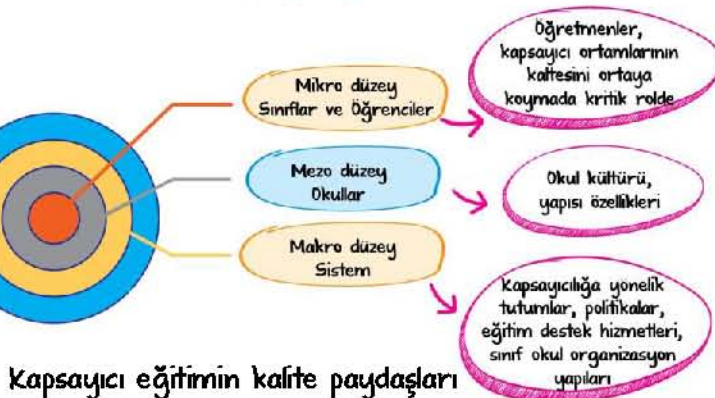 Mikro düzey
Sınıflar ve Öğrenciler
Öğretmenler,
kapsayıcı ortamlarının
kaltesini ortaya
koymada kritik rolde
Mezo düzey
Okullar
Okul kültürü,
yapısı özellikleri
Makro düzey
Sistem
Kapsayıcılığa yönelik
tutumlar, politikalar,
eğitim destek hizmetleri,
sınıf okul organizasyon
yapıları
Kapsayıcı eğitimin kalite paydaşları